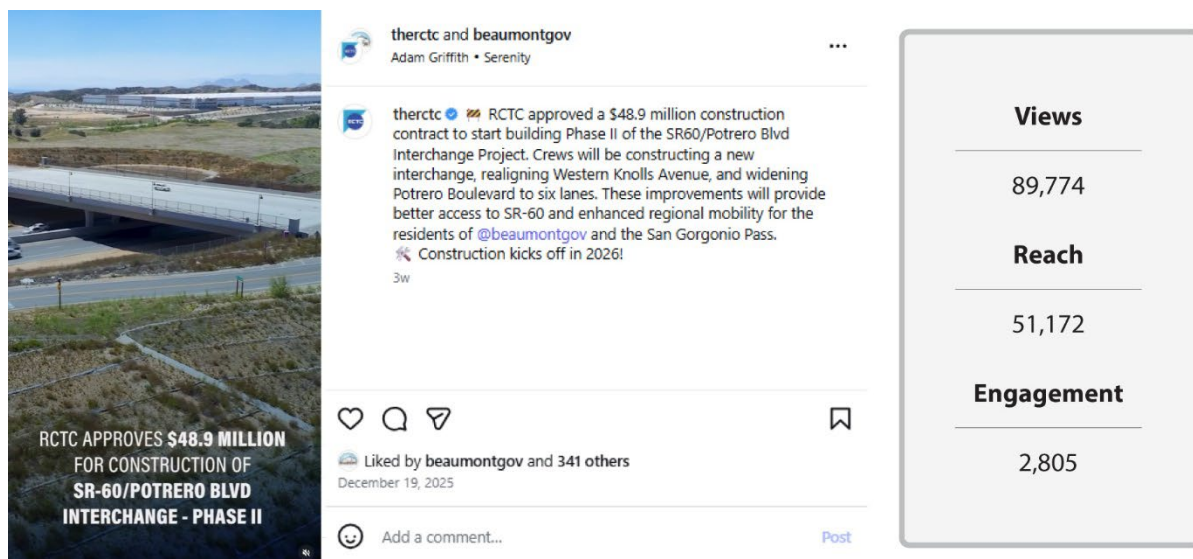 RCTC APPROVES $48.9 MILLION
FOR CONSTRUCTION OF
SR-60/POTRERO BLVD
INTERCHANGE - PHASE II
therctc and beaumontgov
Adam Griffith • Serenity
RCTC
therctc 🚧 RCTC approved a $48.9 million construction
contract to start building Phase II of the SR60/Potrero Blvd
Interchange Project. Crews will be constructing a new
interchange, realigning Western Knolls Avenue, and widening
Potrero Boulevard to six lanes. These improvements will provide
better access to SR-60 and enhanced regional mobility for the
residents of @beaumontgov and the San Gorgonio Pass.
🛠️ Construction kicks off in 2026!
3w
Liked by beaumontgov and 341 others
December 19, 2025
Add a comment...
Post
Views
89,774
Reach
51,172
Engagement
2,805